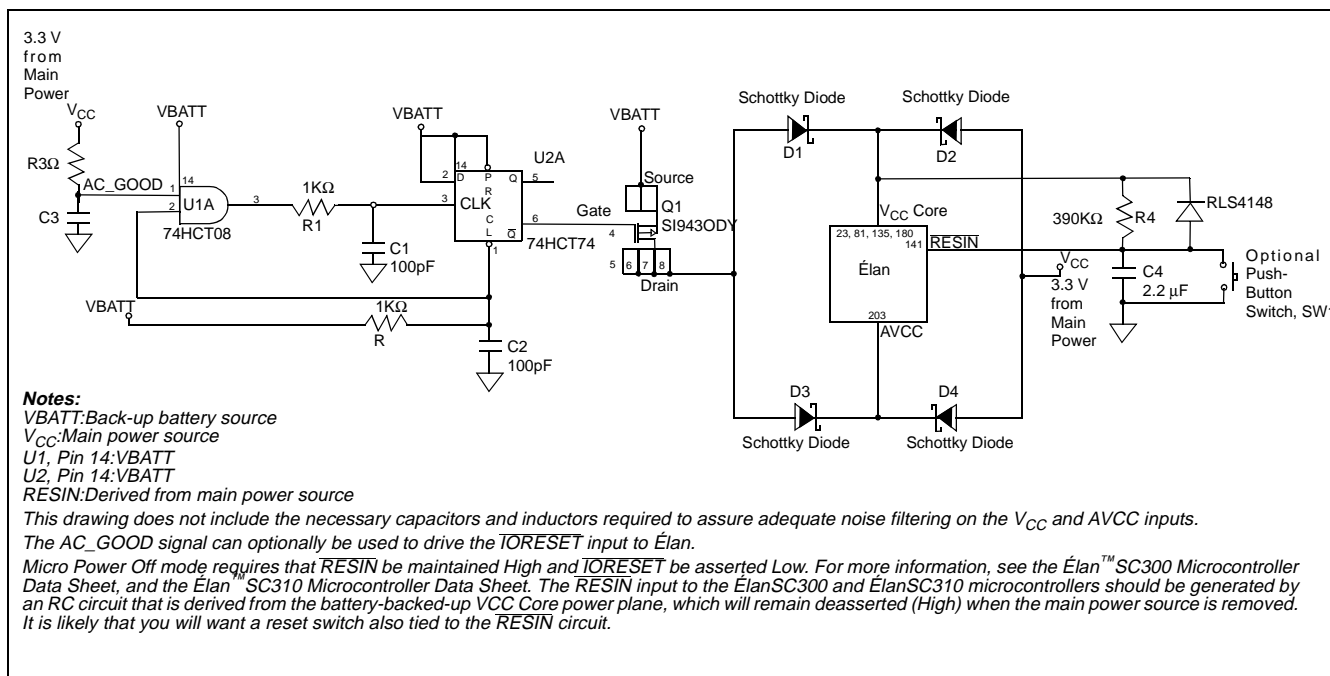 3.3 V
from
Main
Power
VCC
R3Ω
AC_GOOD
C3
VBATT
14
1
2
U1A
3
74HCT08
1KΩ
R1
C1
100pF
VBATT
14
2
D
P
R
Q
5
U2A
3
CLK
C
L
Q
6
74HCT74
1
VBATT
1KΩ
R
C2
100pF
VBATT
Source
Q1
SI943ODY
Gate
4
5
6
7
8
Drain
Schottky Diode
D1
Schottky Diode
D2
VCC Core
23, 81, 135, 180
141
RESIN
Élan
203
AVCC
390KΩ
R4
RLS4148
VCC
3.3 V
from
Main
Power
C4
2.2 µF
Optional
Push-
Button
Switch, SW1
D3
Schottky Diode
D4
Schottky Diode
Notes:
VBATT:Back-up battery source
VCC:Main power source
U1, Pin 14:VBATT
U2, Pin 14:VBATT
RESIN:Derived from main power source
This drawing does not include the necessary capacitors and inductors required to assure adequate noise filtering on the VCC and AVCC inputs.
The AC_GOOD signal can optionally be used to drive the IORESET input to Élan.
Micro Power Off mode requires that RESIN be maintained High and IORESET be asserted Low. For more information, see the Élan™SC300 Microcontroller
Data Sheet, and the Élan™SC310 Microcontroller Data Sheet. The RESIN input to the ÉlanSC300 and ÉlanSC310 microcontrollers should be generated by
an RC circuit that is derived from the battery-backed-up VCC Core power plane, which will remain deasserted (High) when the main power source is removed.
It is likely that you will want a reset switch also tied to the RESIN circuit.